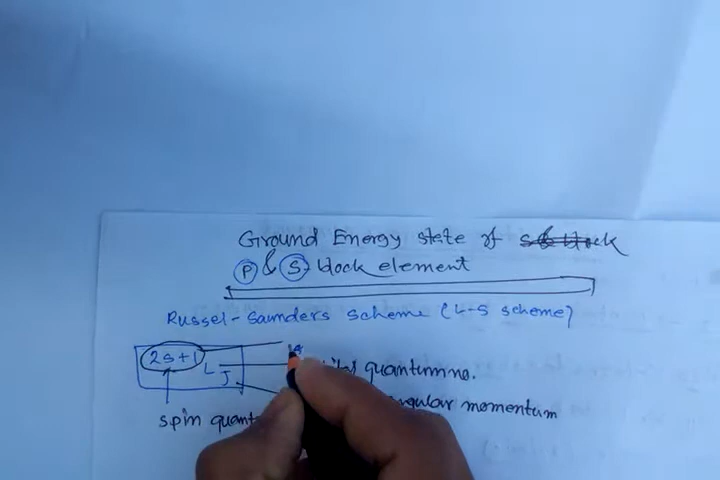 Ground Energy state of
P & S block element
Russel-Saunders scheme (L-S scheme)
2S+1
L quantum no.
J angular momentum
spin